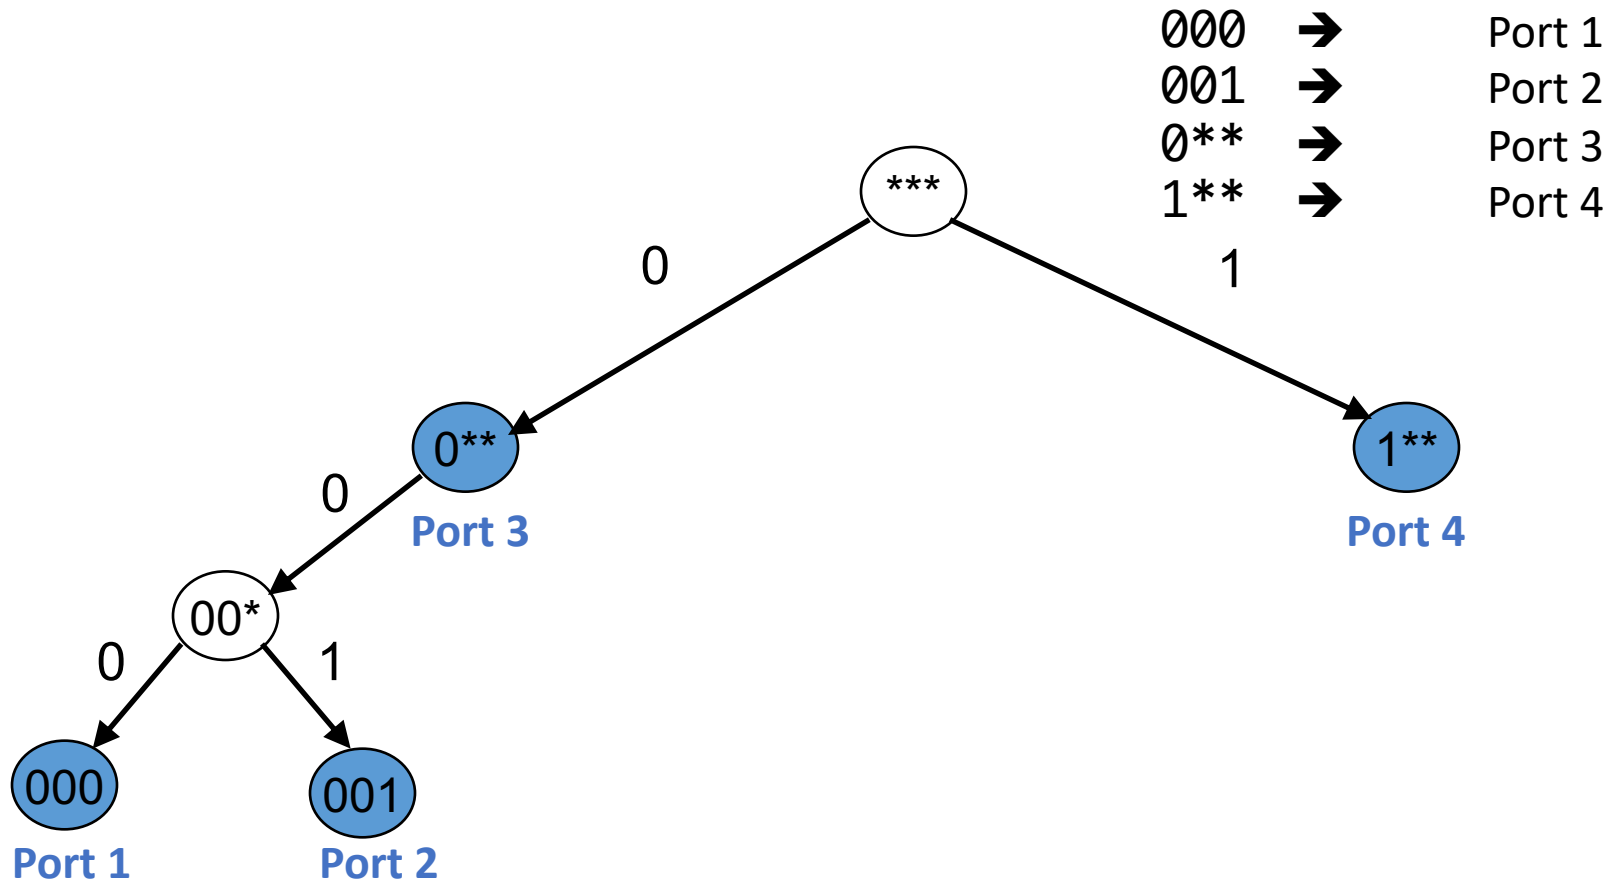 000 ➔ Port 1
001 ➔ Port 2
0** ➔ Port 3
1** ➔ Port 4
***
0 1
0** 1**
0
Port 3 Port 4
00*
0 1
000 001
Port 1 Port 2